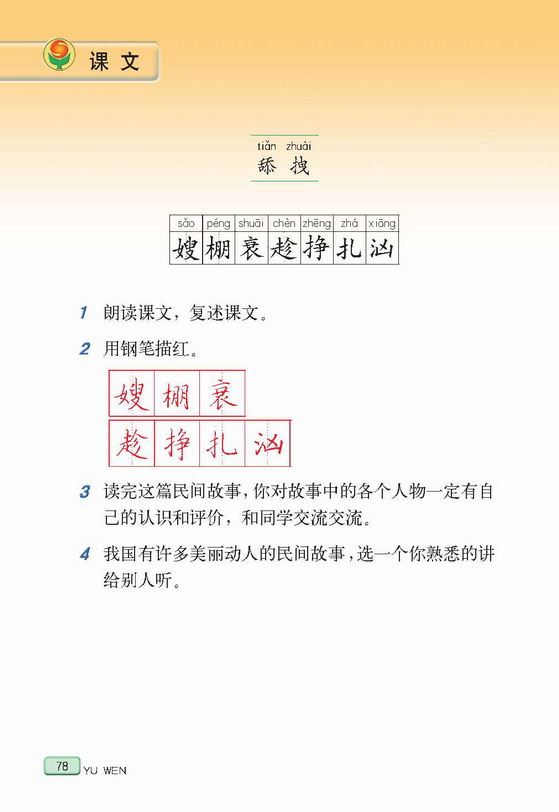 课文
tiǎn zhuài
舔 拽
sǎo péng shuāi chèn zhēng zhá xiōng
嫂 棚 衰 趁 挣 扎 汹
1 朗读课文，复述课文。
2 用钢笔描红。
嫂 棚 衰
趁 挣 扎 汹
3 读完这篇民间故事，你对故事中的各个人物一定有自
己的认识和评价，和同学交流交流。
4 我国有许多美丽动人的民间故事，选一个你熟悉的讲
给别人听。
78 YU WEN